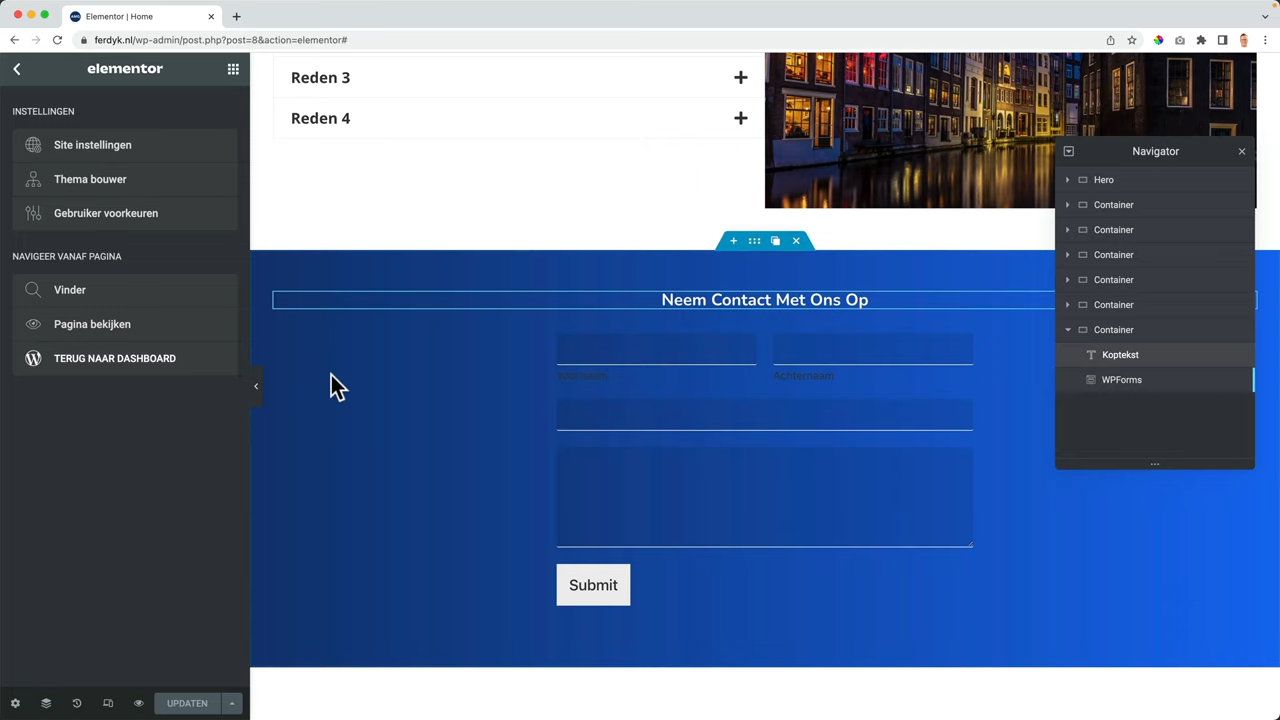 AMG
Elementor | Home
ferdyk.nl/wp-admin/post.php?post=8&action=elementor#
elementor
INSTELLINGEN
Site instellingen
Thema bouwer
Gebruiker voorkeuren
NAVIGEER VANAF PAGINA
Vinder
Pagina bekijken
TERUG NAAR DASHBOARD
UPDATEN
Reden 3
Reden 4
Neem Contact Met Ons Op
Voornaam
Achternaam
Submit
Navigator
Hero
Container
Container
Container
Container
Container
Container
Koptekst
WPForms